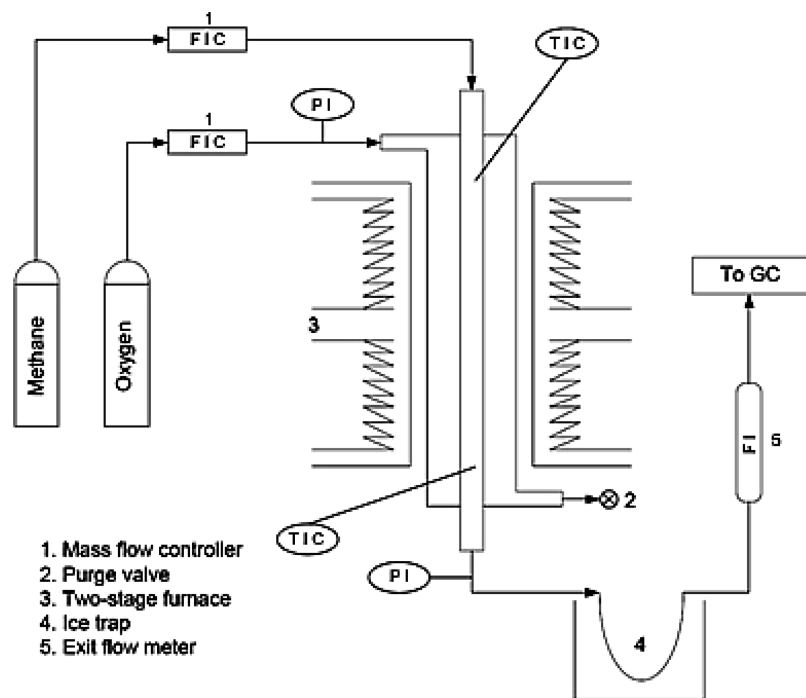 1
FIC
TIC
1
PI
FIC
To GC
3
Methane
Oxygen
FI
5
2
TIC
1. Mass flow controller
2. Purge valve
3. Two-stage furnace
4. Ice trap
5. Exit flow meter
PI
4